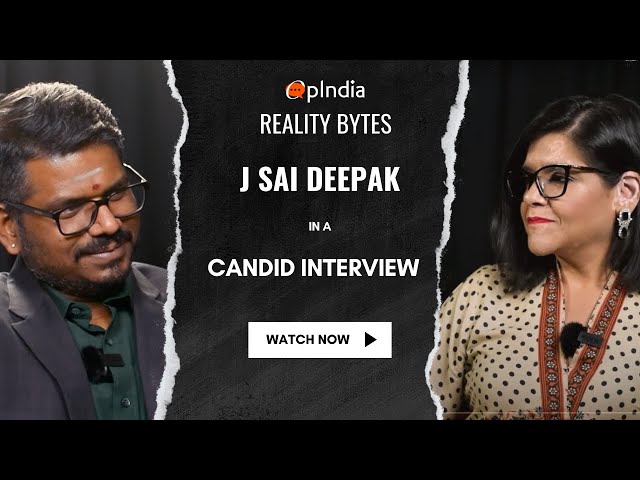 OpIndia
REALITY BYTES
J SAI DEEPAK
IN A
CANDID INTERVIEW
WATCH NOW